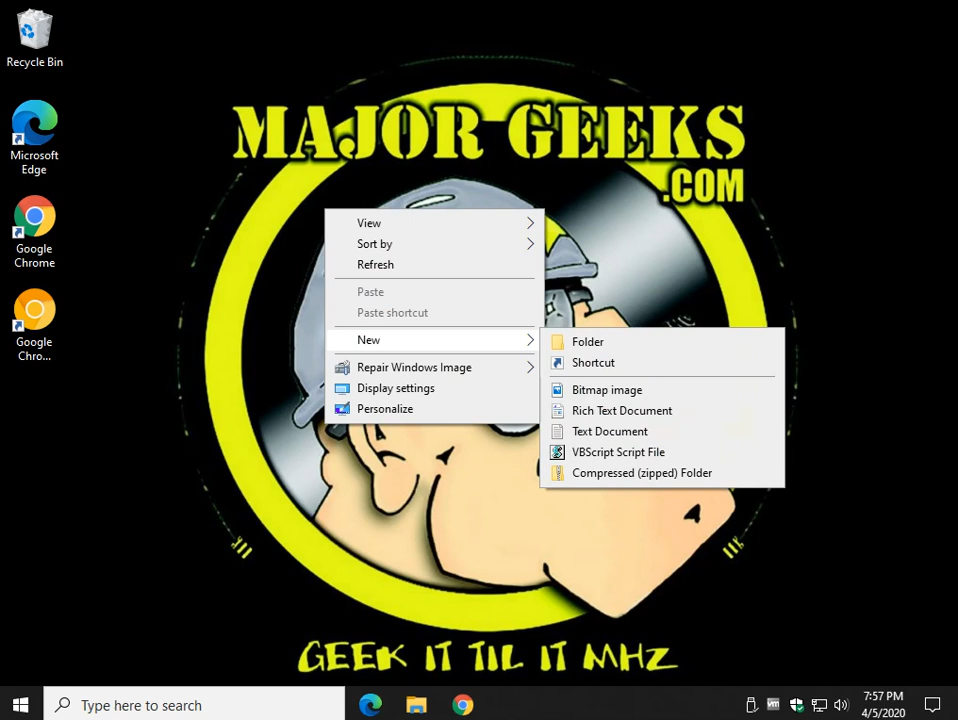 Recycle Bin
Microsoft
Edge
Google
Chrome
Google
Chro...
MAJOR GEEKS
.COM
View
Sort by
Refresh
Paste
Paste shortcut
New
Repair Windows Image
Display settings
Personalize
Folder
Shortcut
Bitmap image
Rich Text Document
Text Document
VBScript Script File
Compressed (zipped) Folder
GEEK IT TIL IT MHZ
Type here to search
vm
7:57 PM
4/5/2020